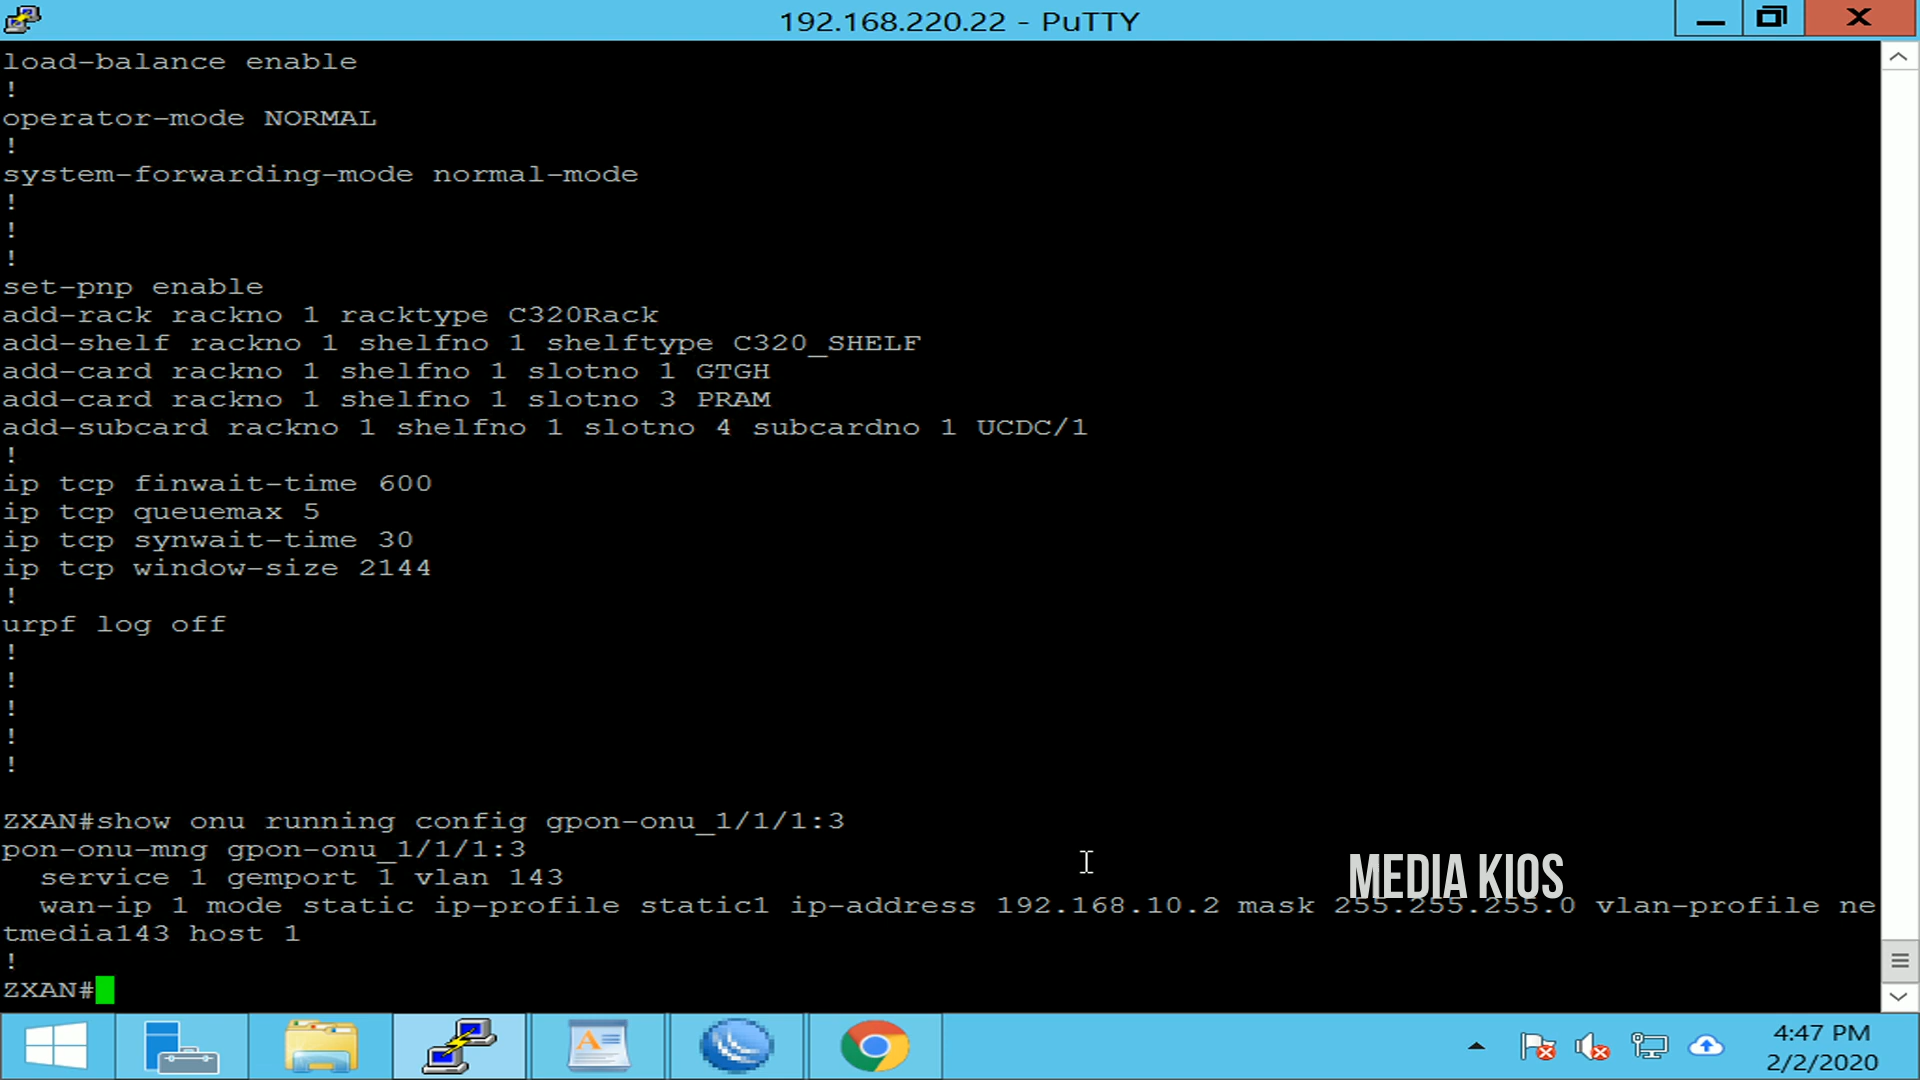 192.168.220.22 - PuTTY
load-balance enable
!
operator-mode NORMAL
!
system-forwarding-mode normal-mode
!
!
!
set-pnp enable
add-rack rackno 1 racktype C320Rack
add-shelf rackno 1 shelfno 1 shelftype C320_SHELF
add-card rackno 1 shelfno 1 slotno 1 GTGH
add-card rackno 1 shelfno 1 slotno 3 PRAM
add-subcard rackno 1 shelfno 1 slotno 4 subcardno 1 UCDC/1
!
ip tcp finwait-time 600
ip tcp queuemax 5
ip tcp synwait-time 30
ip tcp window-size 2144
!
urpf log off
!
!
!
!
!
ZXAN#show onu running config gpon-onu_1/1/1:3
pon-onu-mng gpon-onu_1/1/1:3
service 1 gemport 1 vlan 143
MEDIA KIOS
wan-ip 1 mode static ip-profile static1 ip-address 192.168.10.2 mask 255.255.255.0 vlan-profile ne
tmedia143 host 1
!
ZXAN#
4:47 PM
2/2/2020